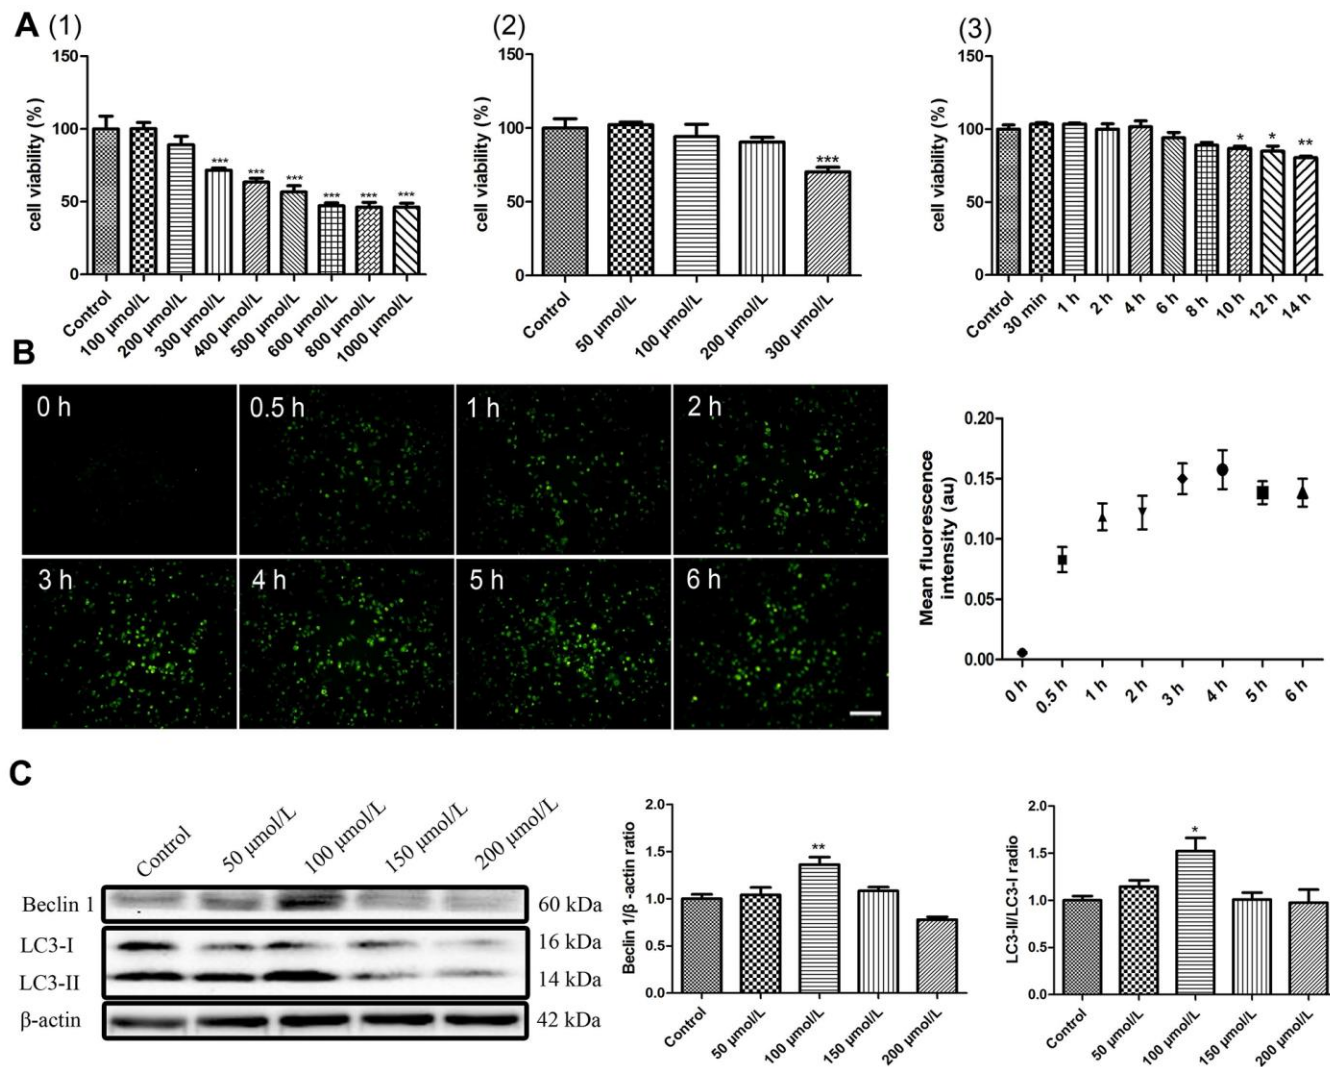 A (1)
cell viability (%)
150
100
50
0
***
***
***
***
***
***
Control
100 μmol/L
200 μmol/L
300 μmol/L
400 μmol/L
500 μmol/L
600 μmol/L
800 μmol/L
1000 μmol/L
(2)
cell viability (%)
150
100
50
0
***
Control
50 μmol/L
100 μmol/L
200 μmol/L
300 μmol/L
(3)
cell viability (%)
150
100
50
0
*
*
**
Control
30 min
1 h
2 h
4 h
6 h
8 h
10 h
12 h
14 h
B
0 h
0.5 h
1 h
2 h
3 h
4 h
5 h
6 h
Mean fluorescence
intensity (au)
0.20
0.15
0.10
0.05
0.00
0 h
0.5 h
1 h
2 h
3 h
4 h
5 h
6 h
C
Control
50 μmol/L
100 μmol/L
150 μmol/L
200 μmol/L
Beclin 1
60 kDa
LC3-I
16 kDa
LC3-II
14 kDa
β-actin
42 kDa
Beclin 1/β -actin ratio
2.0
1.5
1.0
0.5
0.0
**
Control
50 μmol/L
100 μmol/L
150 μmol/L
200 μmol/L
LC3-II/LC3-I radio
2.0
1.5
1.0
0.5
0.0
*
Control
50 μmol/L
100 μmol/L
150 μmol/L
200 μmol/L